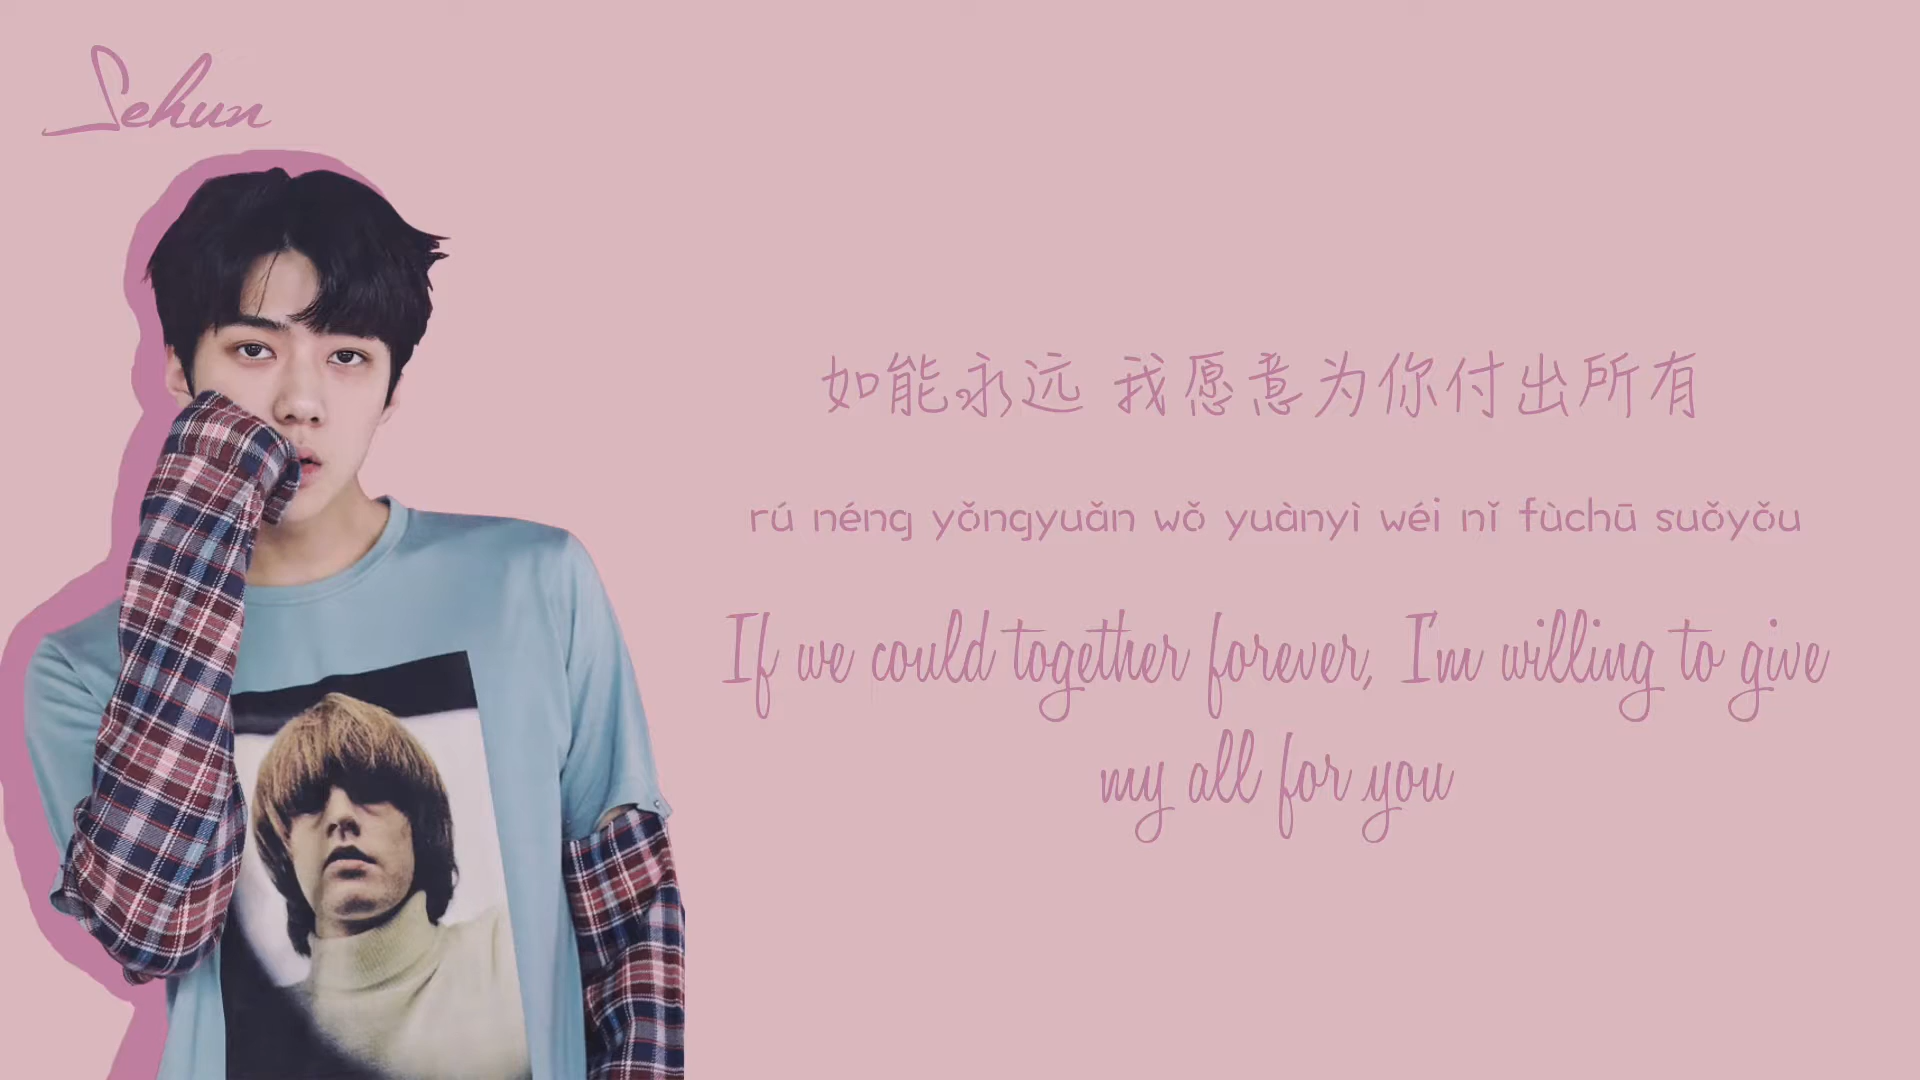 Sehun
如能永远 我愿意为你付出所有
rú néng yǒngyuǎn wǒ yuànyì wéi nǐ fùchū suǒyǒu
If we could together forever, I'm willing to give
my all for you